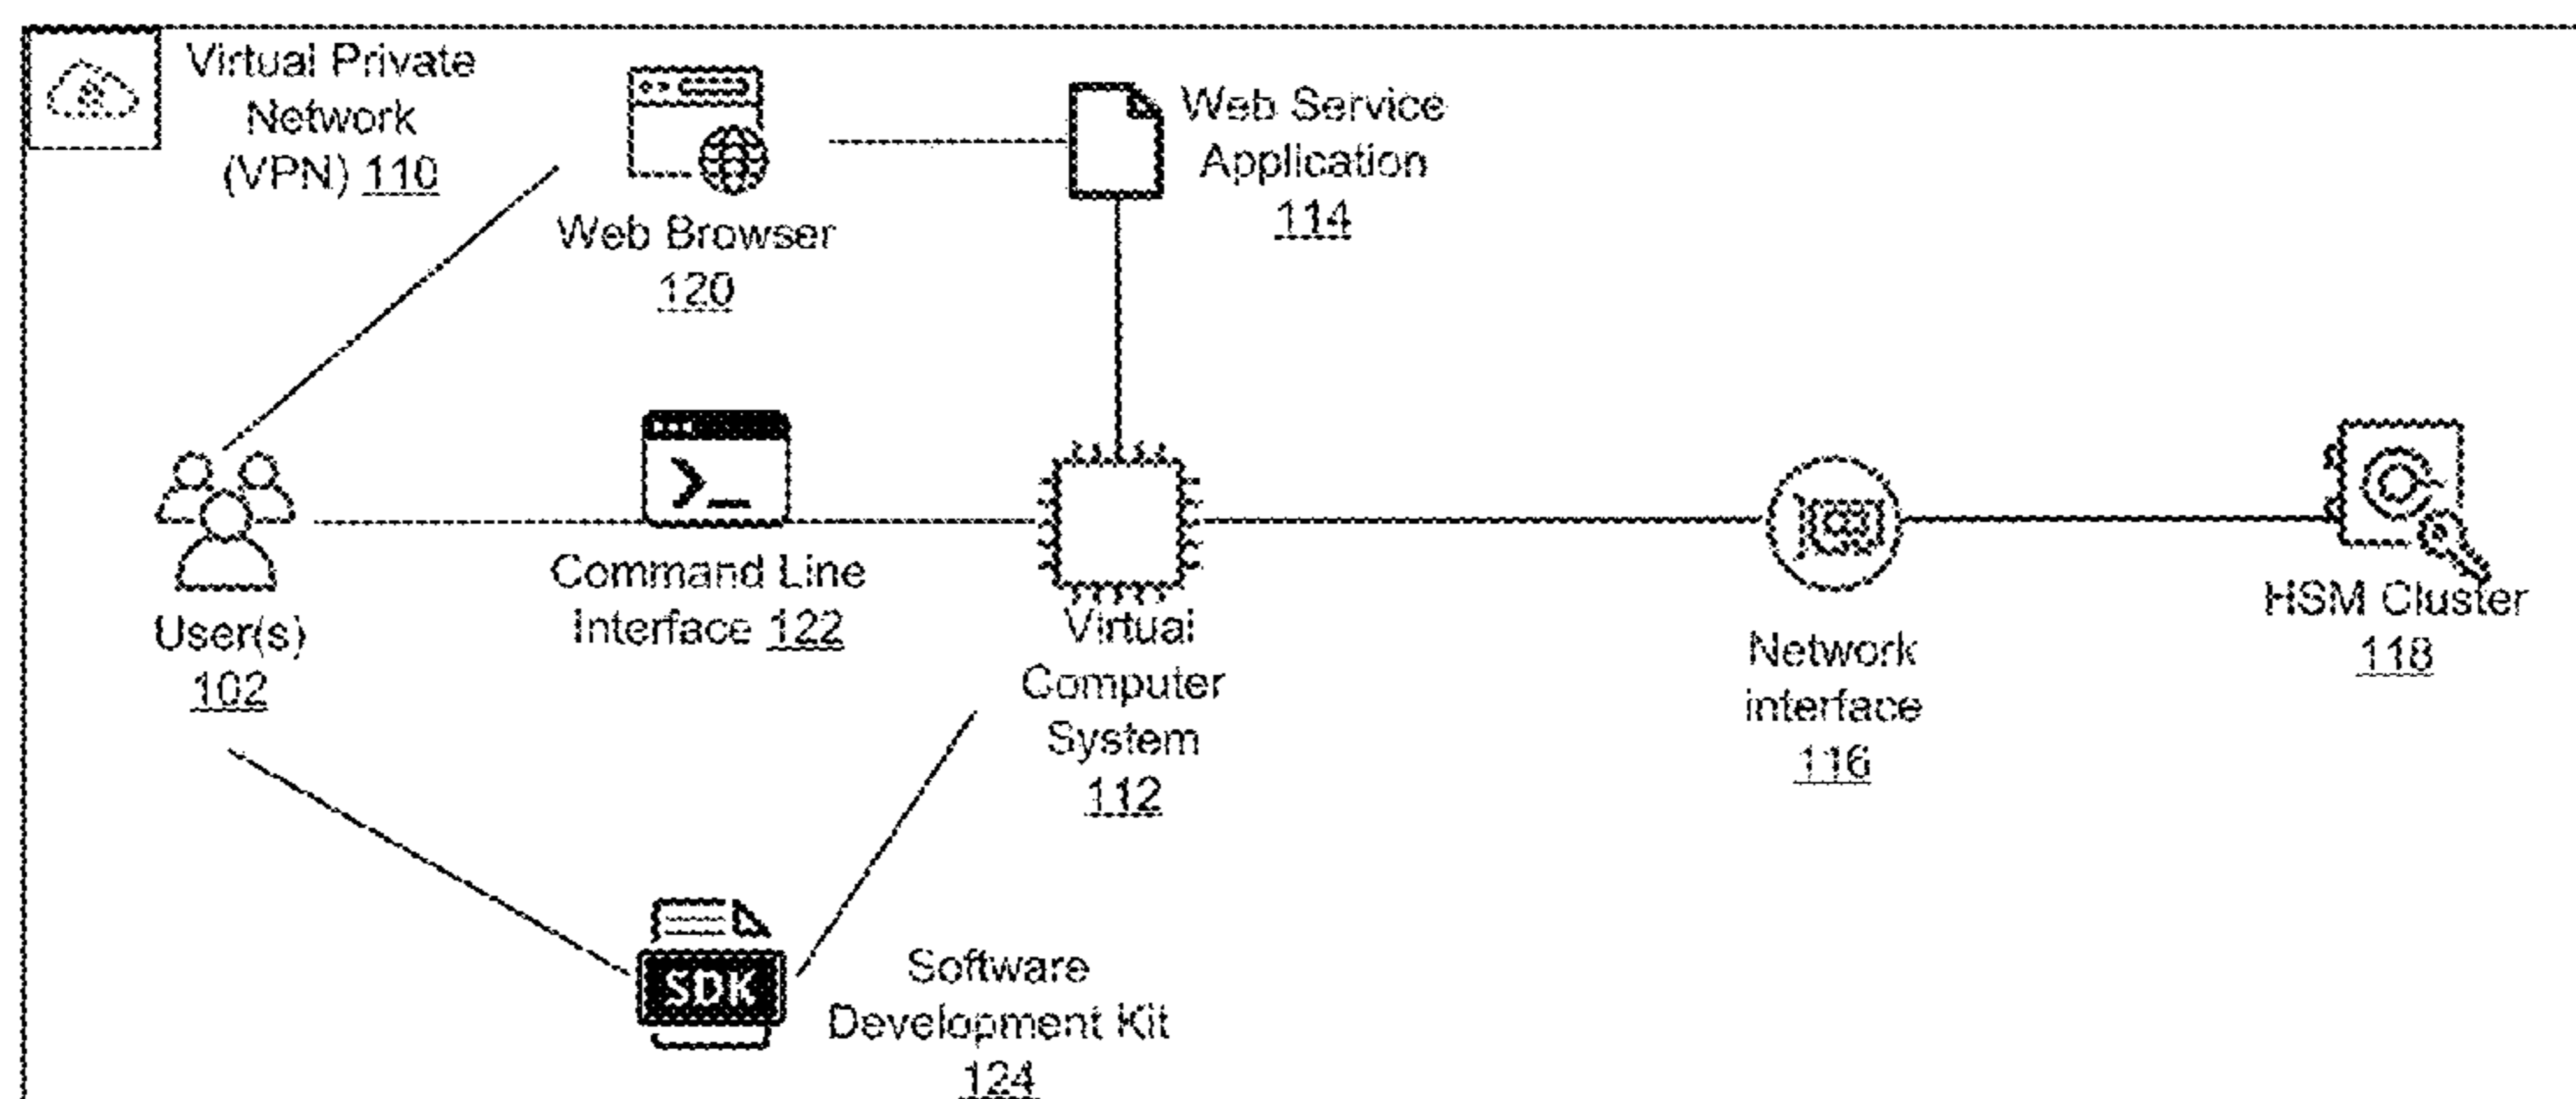 Virtual Private
Network
(VPN) 110
Web Browser
120
Web Service
Application
114
User(s)
102
>_
Command Line
Interface 122
Virtual
Computer
System
112
Network
interface
116
HSM Cluster
118
SDK
Software
Development Kit
124